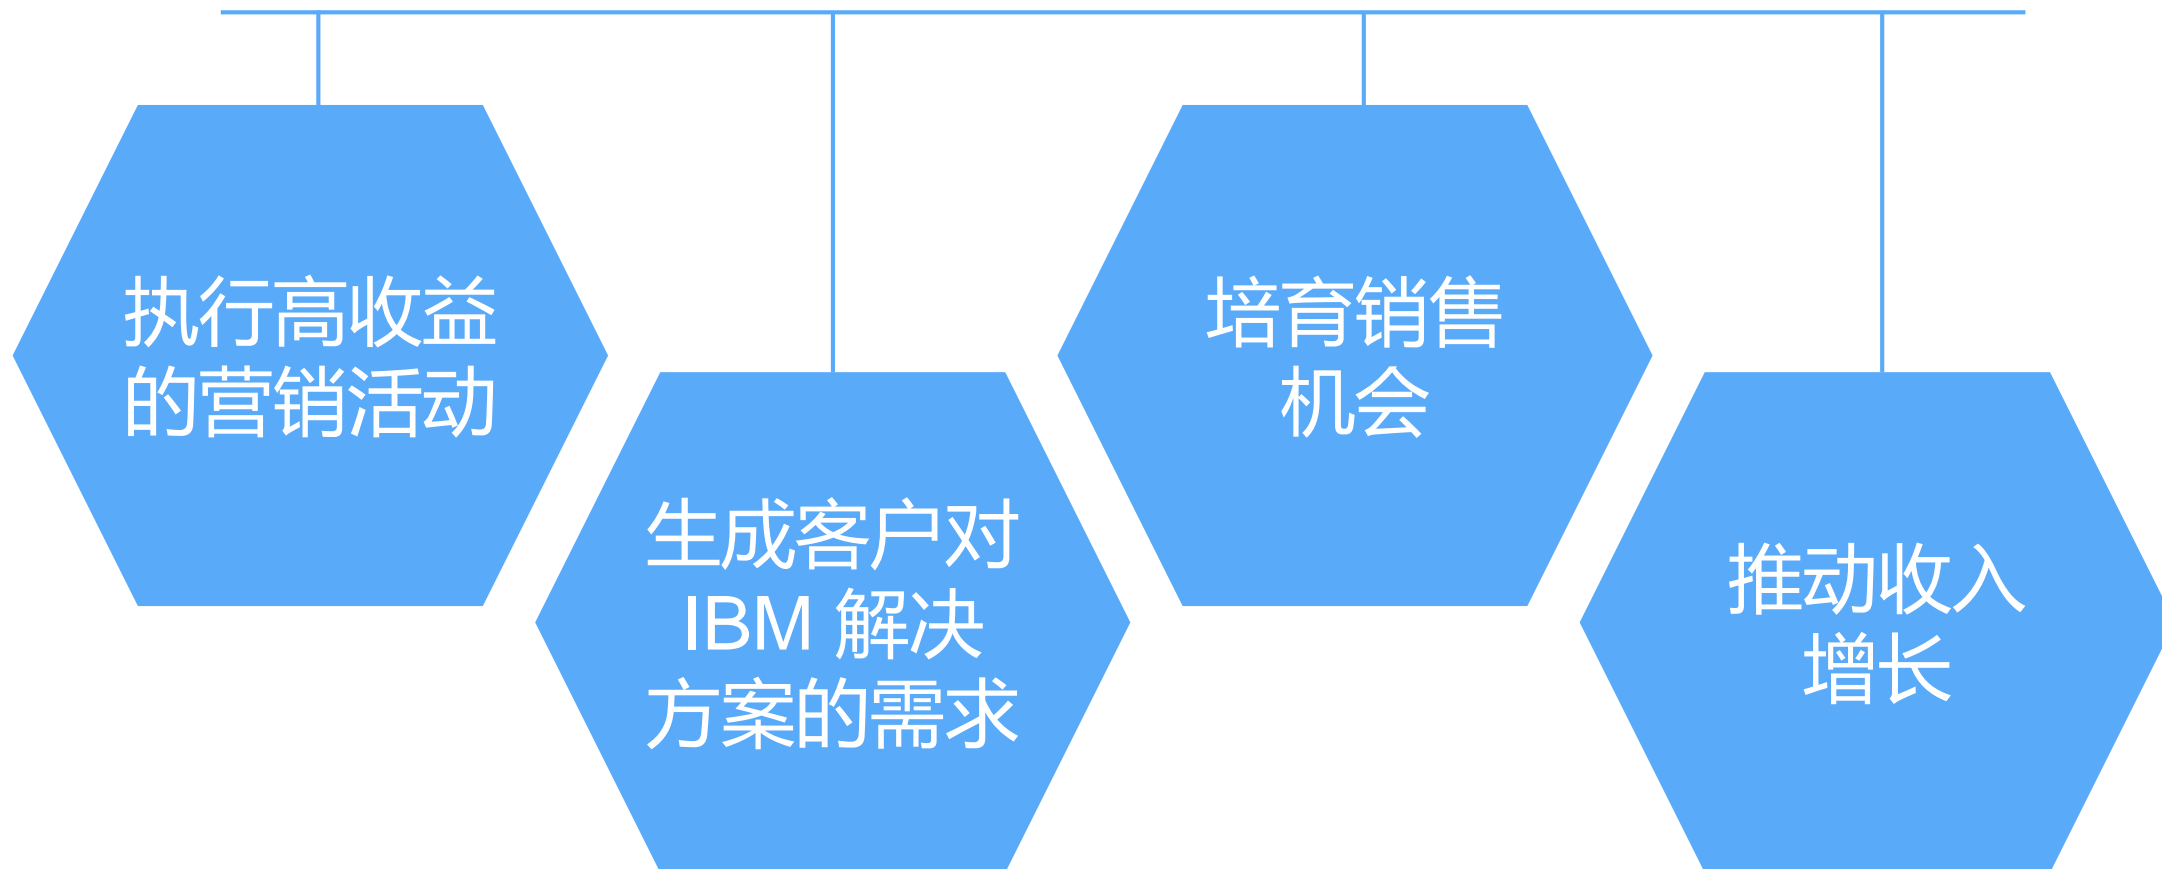 执行高收益
的营销活动
生成客户对
IBM 解决
方案的需求
培育销售
机会
推动收入
增长